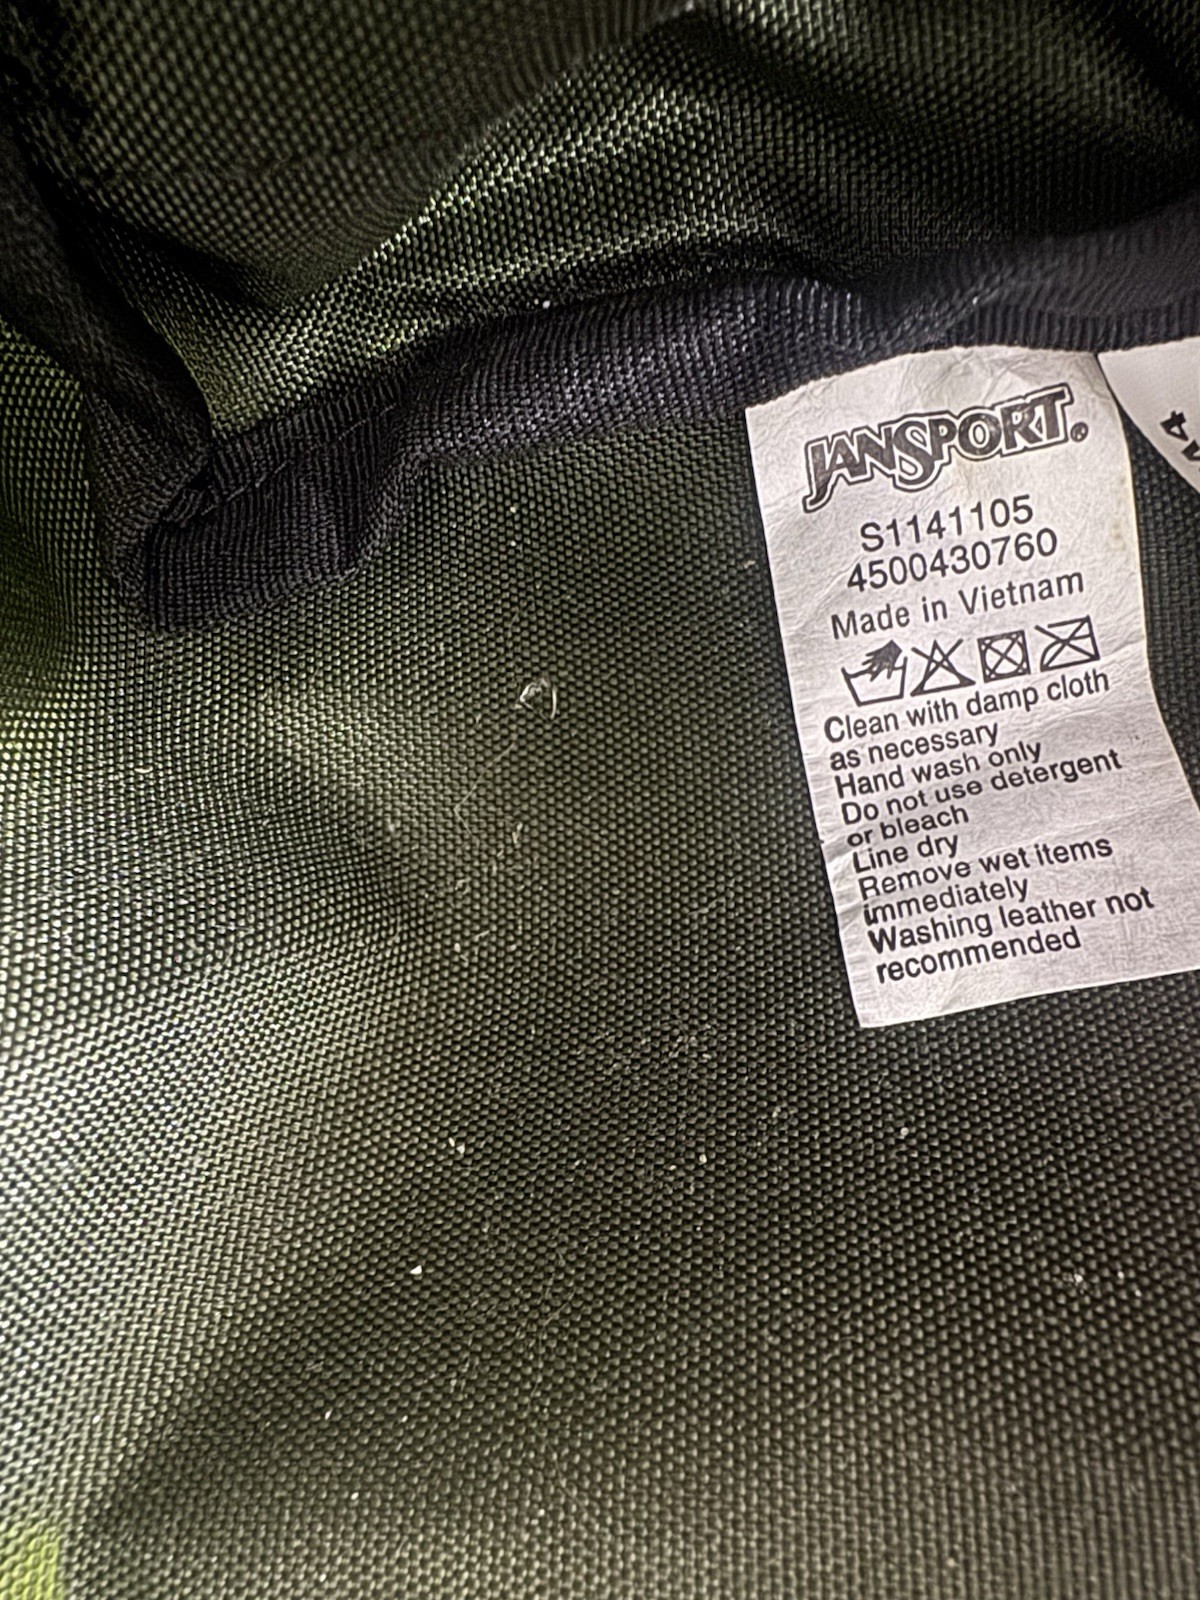 JANSPORT®
S1141105
4500430760
Made in Vietnam
Clean with damp cloth
as necessary
Hand wash only
Do not use detergent
or bleach
Line dry
Remove wet items
immediately
Washing leather not
recommended